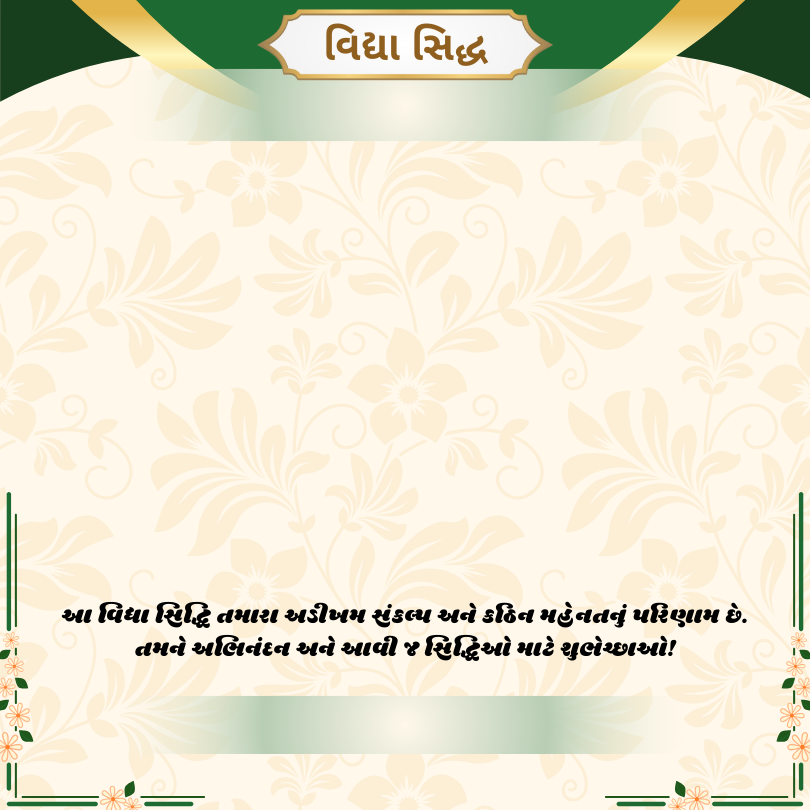 વિદ્યા સિદ્ધ
આ વિદ્યા સિદ્ધિ તમારા અડીખમ સંકલ્પ અને કઠિન મહેનતનું પરિણામ છે.
તમને અભિનંદન અને આવી જ સિદ્ધિઓ માટે શુભેચ્છાઓ!